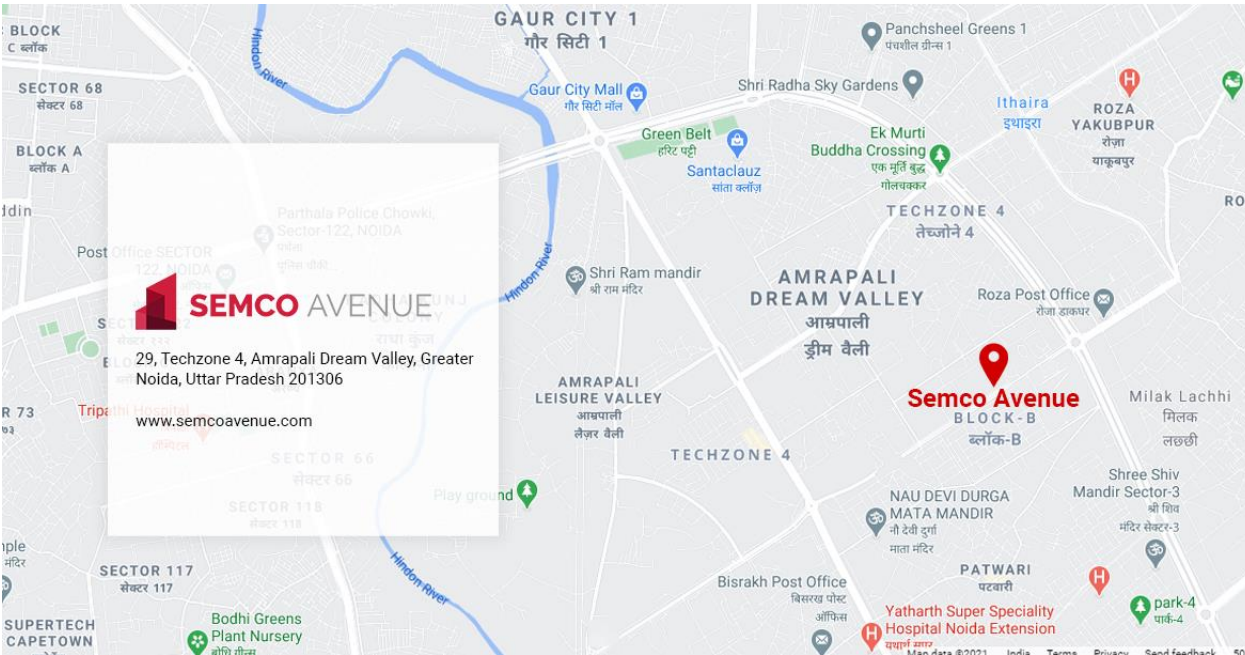 BLOCK
C ब्लॉक
SECTOR 68
सेक्टर 68
BLOCK A
ब्लॉक A
ddin
Hindon River
GAUR CITY 1
गौर सिटी 1
Gaur City Mall
गौर सिटी मॉल
Panchsheel Greens 1
पंचशील ग्रीन्स 1
Shri Radha Sky Gardens
Green Belt
हरिट पट्टी
Santaclauz
सांता क्लॉज़
Ek Murti
Buddha Crossing
एक मूर्ति बुद्ध
गोलचक्कर
Ithaira
इथाइरा
ROZA
YAKUBPUR
रोज़ा
याकूबपुर
RO
TECHZONE 4
तेच्जोने 4
Parthala Police Chowki,
Sector-122, NOIDA
Post Office SECTOR
122, NOIDA
Hindon River
Shri Ram mandir
श्री राम मंदिर
AMRAPALI
DREAM VALLEY
आम्रपाली
ड्रीम वैली
Roza Post Office
रोजा डाकघर
SEMCO AVENUE
29, Techzone 4, Amrapali Dream Valley, Greater
Noida, Uttar Pradesh 201306
www.semcoavenue.com
R 73
Tripathi Hospital
SECTOR 66
सेक्टर 66
SECTOR 118
सेक्टर 118
Play ground
AMRAPALI
LEISURE VALLEY
आम्रपाली
लैज़र वैली
Semco Avenue
BLOCK-B
ब्लॉक-B
Milak Lachhi
मिलक
लछछी
TECHZONE 4
Shree Shiv
Mandir Sector-3
श्री शिव
मंदिर सेक्टर-3
NAU DEVI DURGA
MATA MANDIR
नौ देवी दुर्गा
माता मंदिर
PATWARI
पटवारी
nple
मंदिर
SECTOR 117
सेक्टर 117
Hindon River
Bisrakh Post Office
बिसरख पोस्ट
ऑफिस
Yatharth Super Speciality
Hospital Noida Extension
park-4
पार्क-4
SUPERTECH
CAPETOWN
Bodhi Greens
Plant Nursery
Map data ©2021 India Terms Privacy Send feedback 50